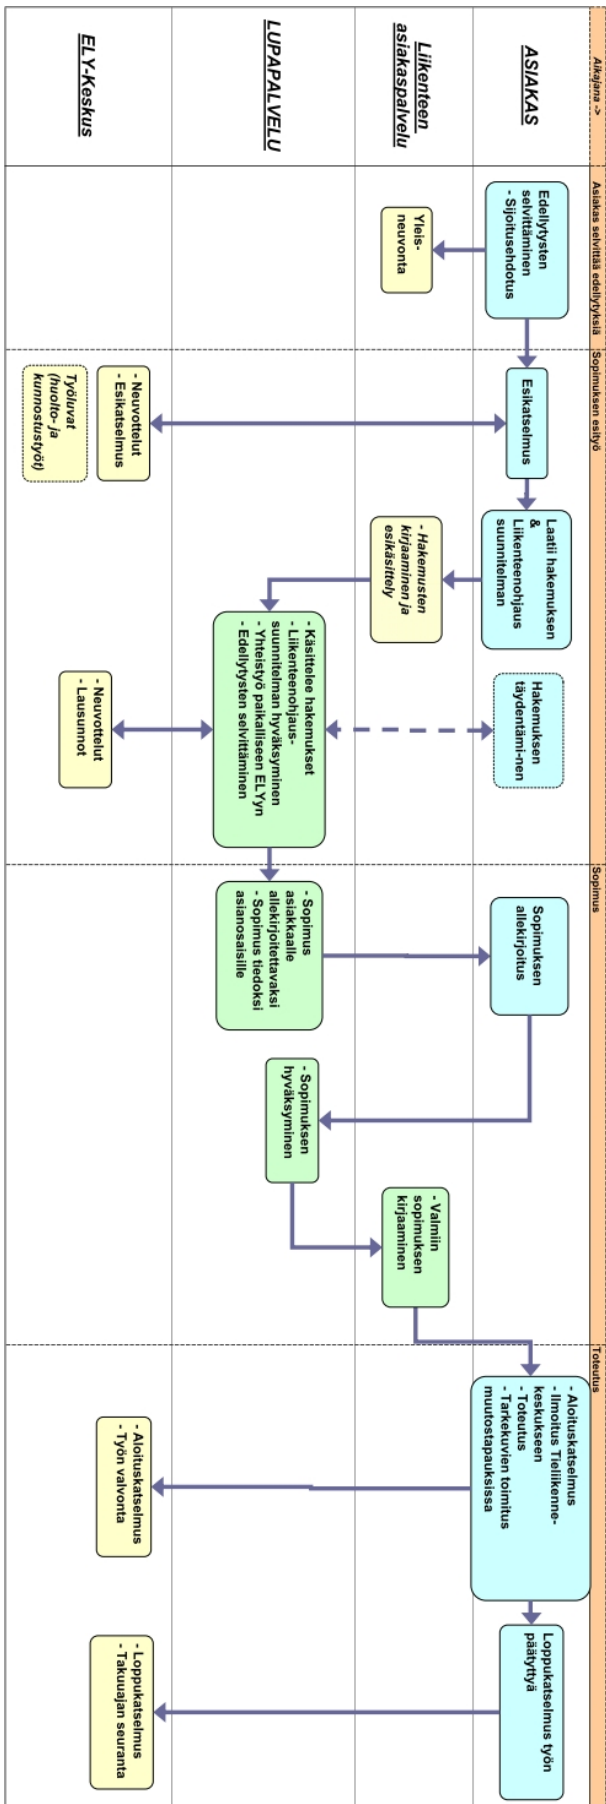 Aikajana ->
Asiakas selvittää edellytyksiä
Sopimuksen esityö
Sopimus
Toteutus
ASIAKAS
Edellytysten
selvittäminen
- Sijoitusehdotus
Esikatselmus
Laatii hakemuksen
&
Liikenteenohjaus
suunnitelman
Hakemuksen
täydentämi-nen
Sopimuksen
allekirjoitus
- Aloituskatselmus
- Ilmoitus Tieliikenne-
keskukseen
- Toteutus
- Tarkekuvien toimitus
muutostapauksissa
Loppukatselmus työn
päätyttyä
Liikenteen
asiakaspalvelu
Yleis-
neuvonta
- Hakemusten
kirjaaminen ja
esikäsittely
- Valmiin
sopimuksen
kirjaaminen
LUPAPALVELU
- Käsittelee hakemukset
- Liikenteenohjaus-
suunnitelman hyväksyminen
- Yhteistyö paikalliseen ELYyn
- Edellytysten selvittäminen
- Sopimus
asiakkaalle
allekirjoitettavaksi
- Sopimus tiedoksi
asianosaisille
- Sopimuksen
hyväksyminen
ELY-Keskus
- Neuvottelut
- Esikatselmus
Työluvat
(huolto- ja
kunnostustyöt)
- Neuvottelut
- Lausunnot
- Aloituskatselmus
- Työn valvonta
- Loppukatselmus
- Takuuajan seuranta